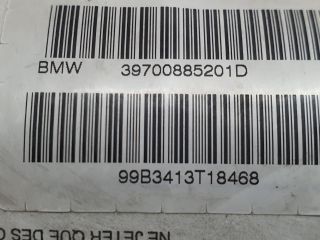 BMW 39700885201D
99B3413T18468
NE JETER QUE DES